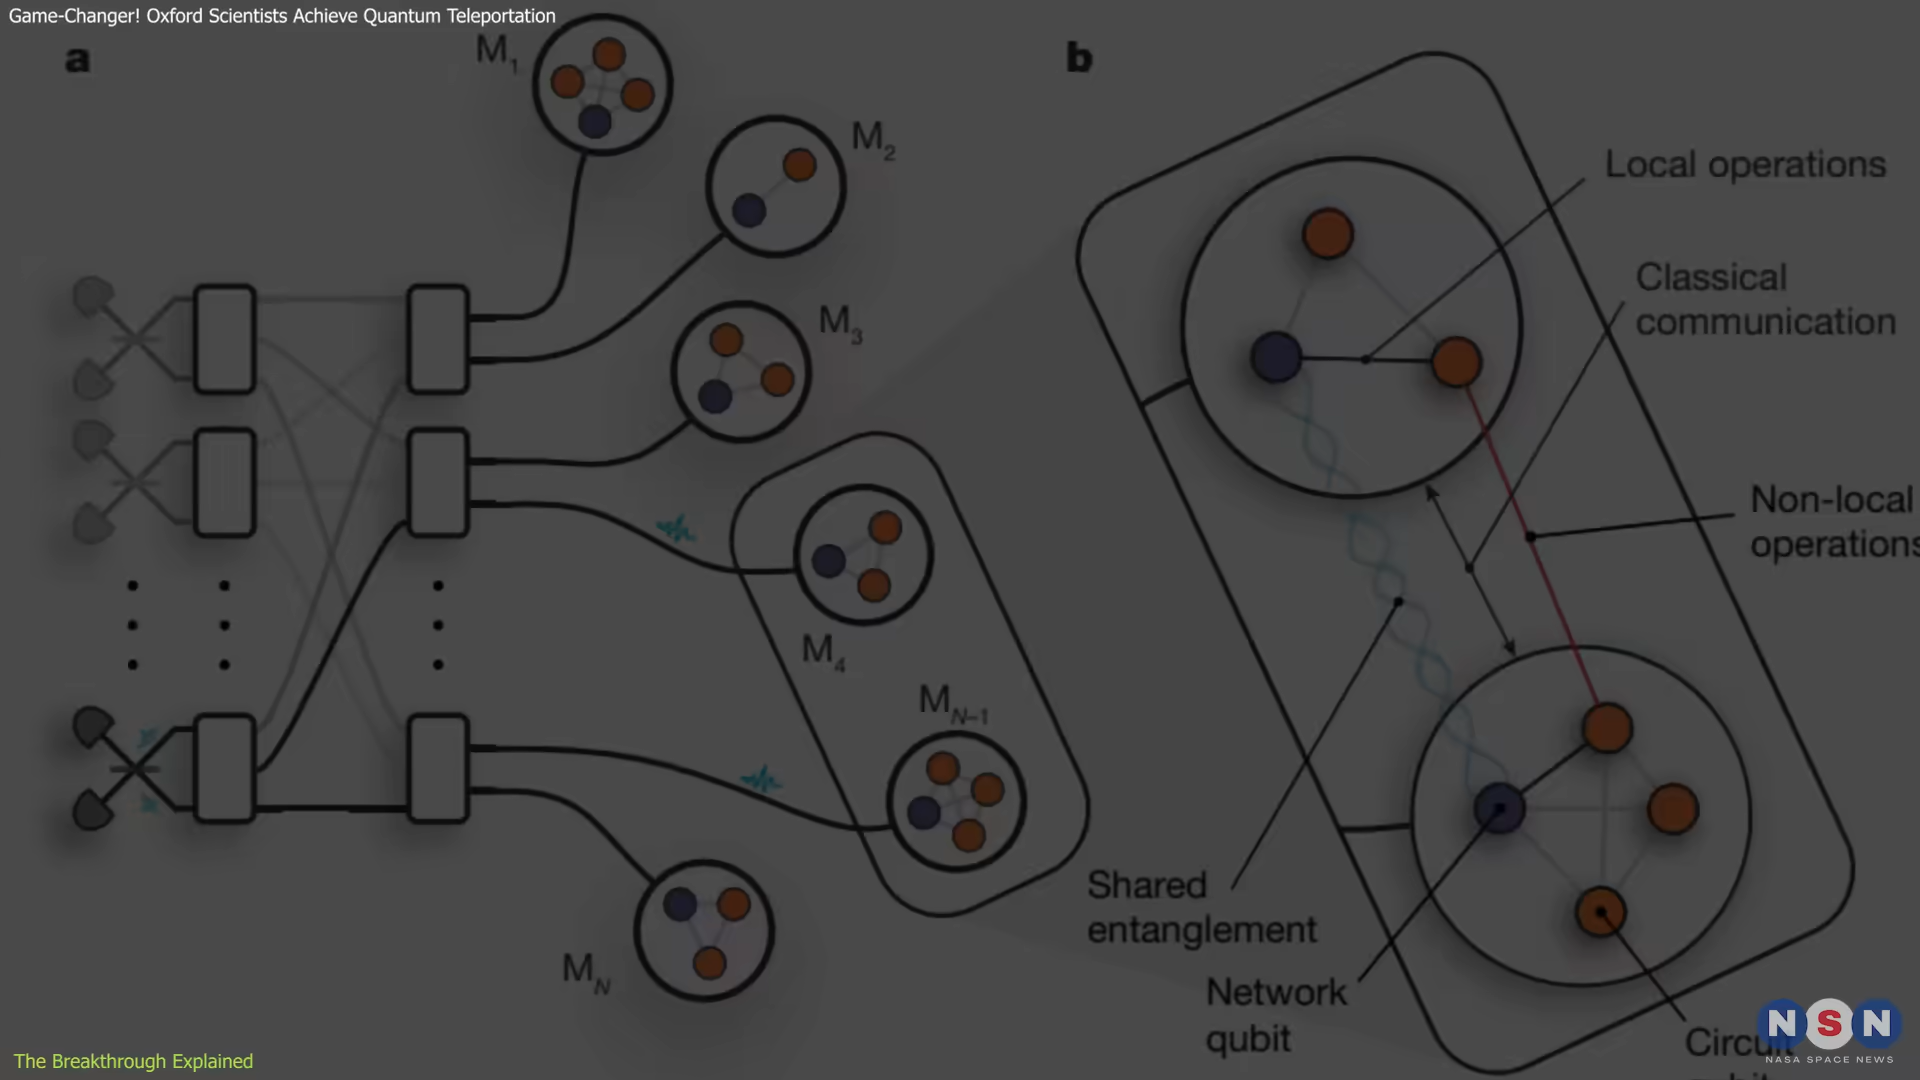 Game-Changer! Oxford Scientists Achieve Quantum Teleportation
a
M1
M2
M3
M4
MN–1
MN
b
Local operations
Classical
communication
Non-local
operations
Shared
entanglement
Network
qubit
NSN
NASA SPACE NEWS
The Breakthrough Explained